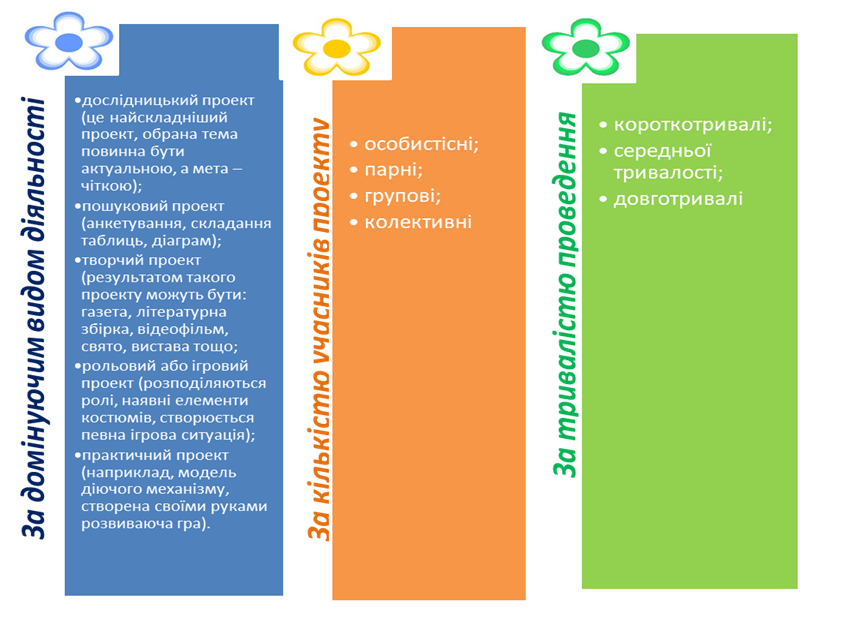 За домінуючим видом діяльності
•дослідницький проект
(це найскладніший
проект, обрана тема
повинна бути
актуальною, а мета –
чіткою);
•пошуковий проект
(анкетування, складання
таблиць, діаграм);
•творчий проект
(результатом такого
проекту можуть бути:
газета, літературна
збірка, відеофільм,
свято, вистава тощо;
•рольовий або ігровий
проект (розподіляються
ролі, наявні елементи
костюмів, створюється
певна ігрова ситуація);
•практичний проект
(наприклад, модель
діючого механізму,
створена своїми руками
розвиваюча гра).
За кількістю учасників проекту
• особистісні;
• парні;
• групові;
• колективні
За тривалістю проведення
• короткотривалі;
• середньої
тривалості;
• довготривалі